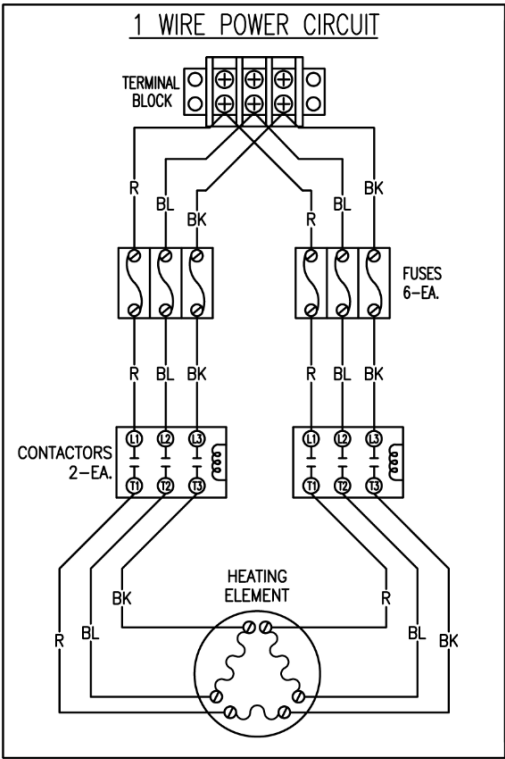 1 WIRE POWER CIRCUIT
TERMINAL
BLOCK
R
BL
BK
R
BL
BK
FUSES
6-EA.
R
BL
BK
R
BL
BK
CONTACTORS
2-EA.
L1
L2
L3
T1
T2
T3
L1
L2
L3
T1
T2
T3
HEATING
ELEMENT
R
BL
BK
R
BL
BK